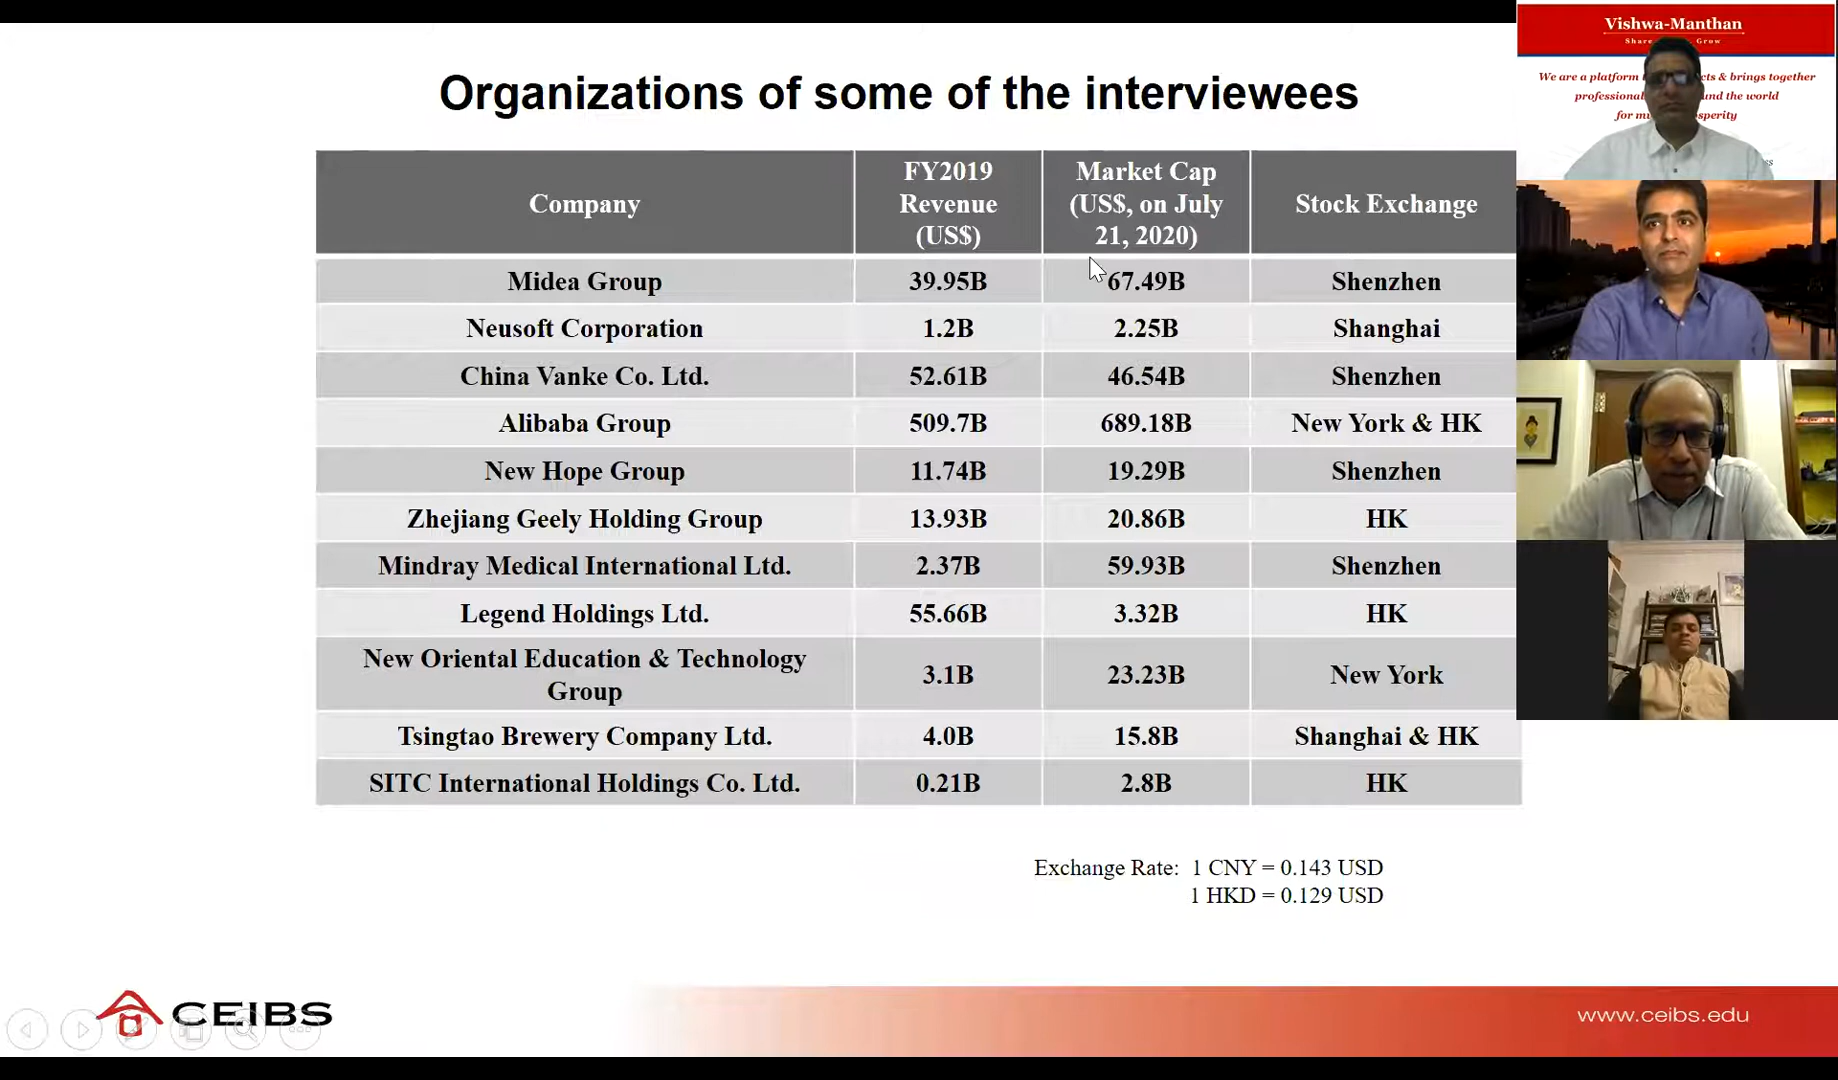 Organizations of some of the interviewees
Company
FY2019
Revenue
(US$)
Market Cap
(US$, on July
21, 2020)
Stock Exchange
Midea Group 39.95B 67.49B Shenzhen
Neusoft Corporation 1.2B 2.25B Shanghai
China Vanke Co. Ltd. 52.61B 46.54B Shenzhen
Alibaba Group 509.7B 689.18B New York & HK
New Hope Group 11.74B 19.29B Shenzhen
Zhejiang Geely Holding Group 13.93B 20.86B HK
Mindray Medical International Ltd. 2.37B 59.93B Shenzhen
Legend Holdings Ltd. 55.66B 3.32B HK
New Oriental Education & Technology
Group 3.1B 23.23B New York
Tsingtao Brewery Company Ltd. 4.0B 15.8B Shanghai & HK
SITC International Holdings Co. Ltd. 0.21B 2.8B HK
Exchange Rate: 1 CNY = 0.143 USD
1 HKD = 0.129 USD
CEIBS
www.ceibs.edu
Vishwa-Manthan
Share Grow
We are a platform & brings together
the world
for